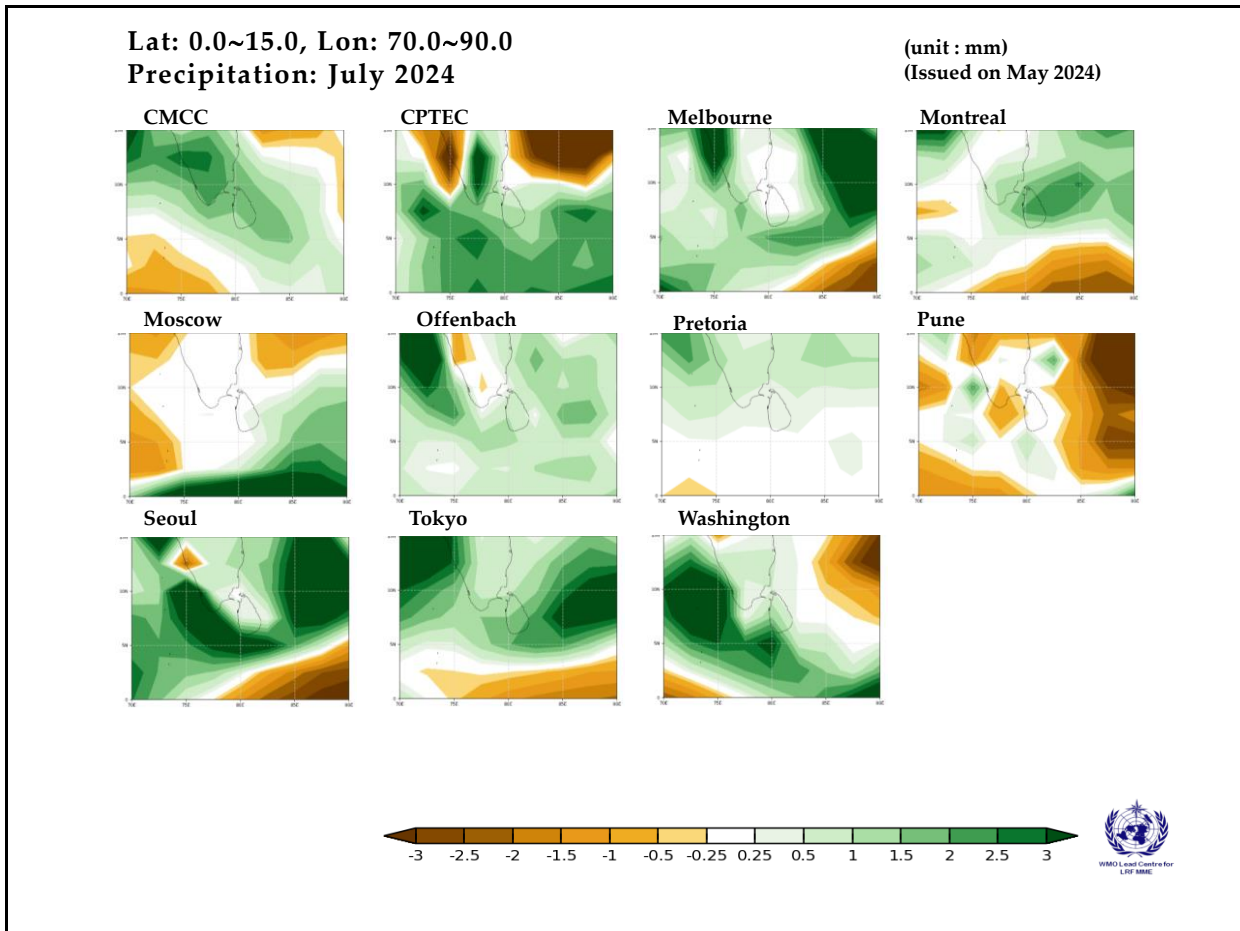 Lat: 0.0~15.0, Lon: 70.0~90.0
Precipitation: July 2024
(unit : mm)
(Issued on May 2024)
CMCC
CPTEC
Melbourne
Montreal
Moscow
Offenbach
Pretoria
Pune
Seoul
Tokyo
Washington
-3 -2.5 -2 -1.5 -1 -0.5 -0.25 0.25 0.5 1 1.5 2 2.5 3
WMO Lead Centre for
LRF MME